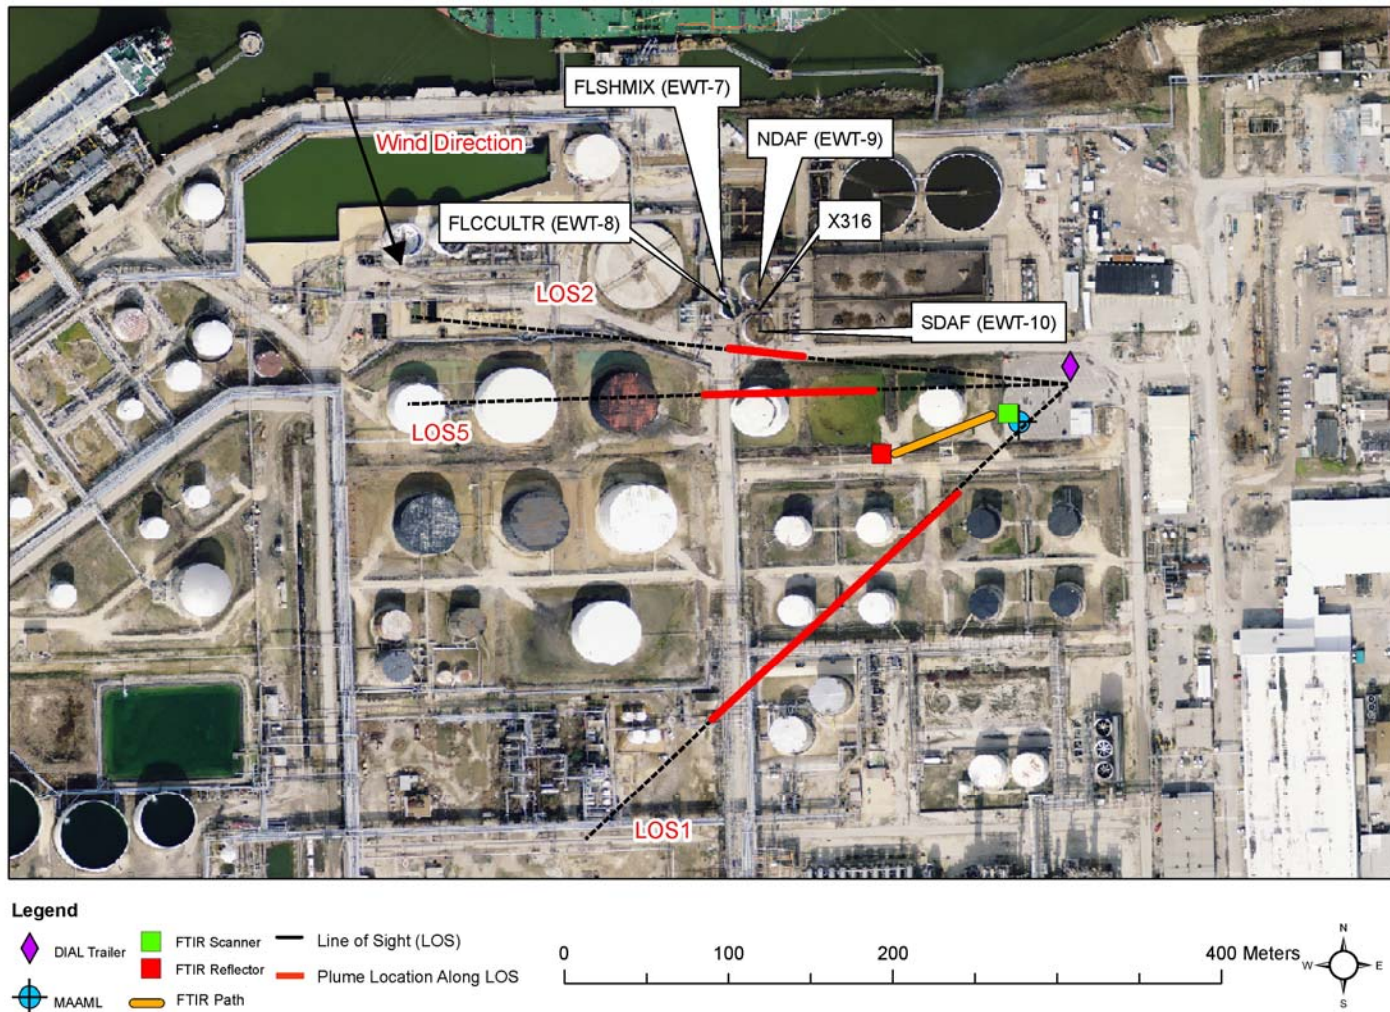 FLSHMIX (EWT-7)
Wind Direction
NDAF (EWT-9)
FLCCULTR (EWT-8)
X316
LOS2
SDAF (EWT-10)
LOS5
LOS1
Legend
DIAL Trailer
MAAML
FTIR Scanner
FTIR Reflector
FTIR Path
Line of Sight (LOS)
Plume Location Along LOS
0 100 200 400 Meters
N
W E
S